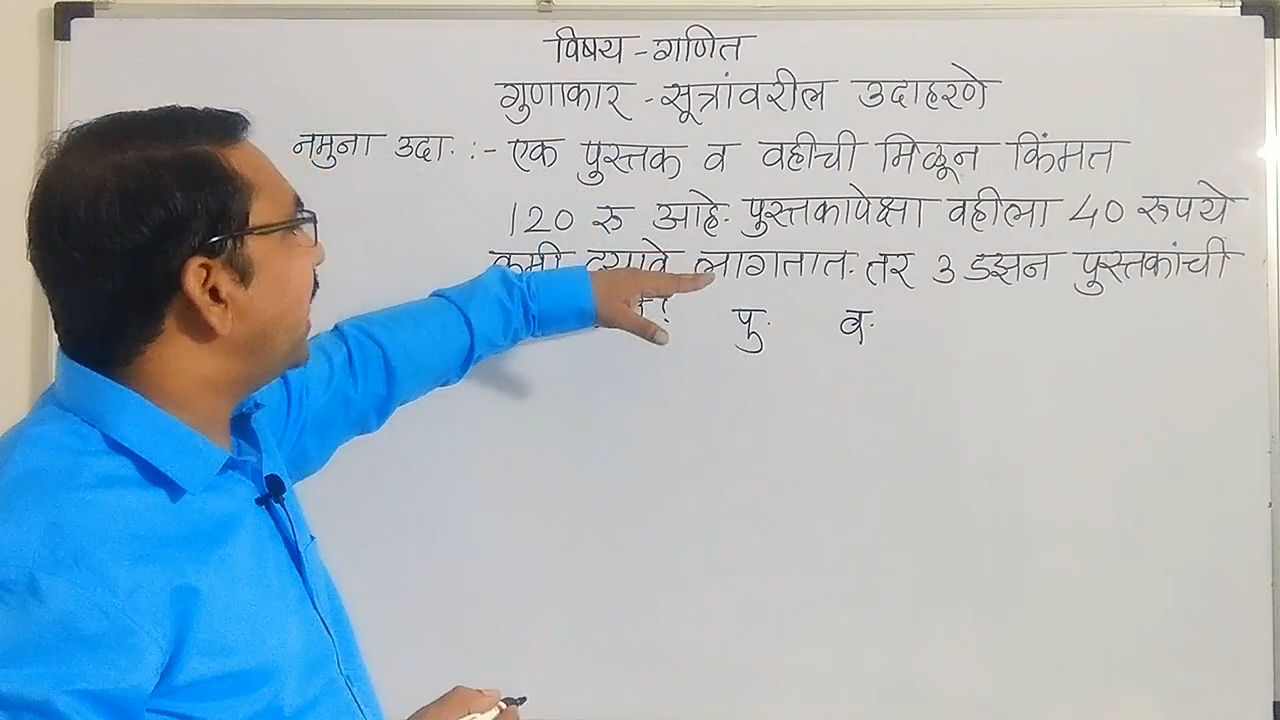 विषय - गणित
गुणाकार - सूत्रांवरील उदाहरणे
नमुना उदा. :- एक पुस्तक व वहीची मिळून किंमत
120 रु आहे. पुस्तकापेक्षा वहीला 40 रुपये
कमी द्यावे लागतात. तर 3 डझन पुस्तकांची
?
पु. व.